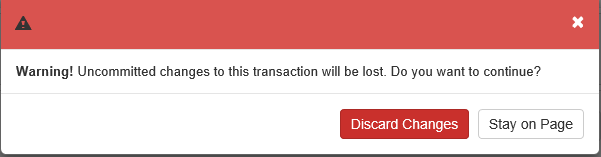 Warning! Uncommitted changes to this transaction will be lost. Do you want to continue?
Discard Changes Stay on Page